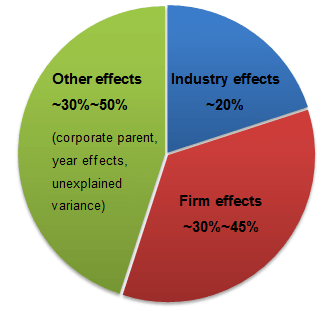 Other effects
~30%~50%
(corporate parent,
year effects,
unexplained
variance)
Industry effects
~20%
Firm effects
~30%~45%